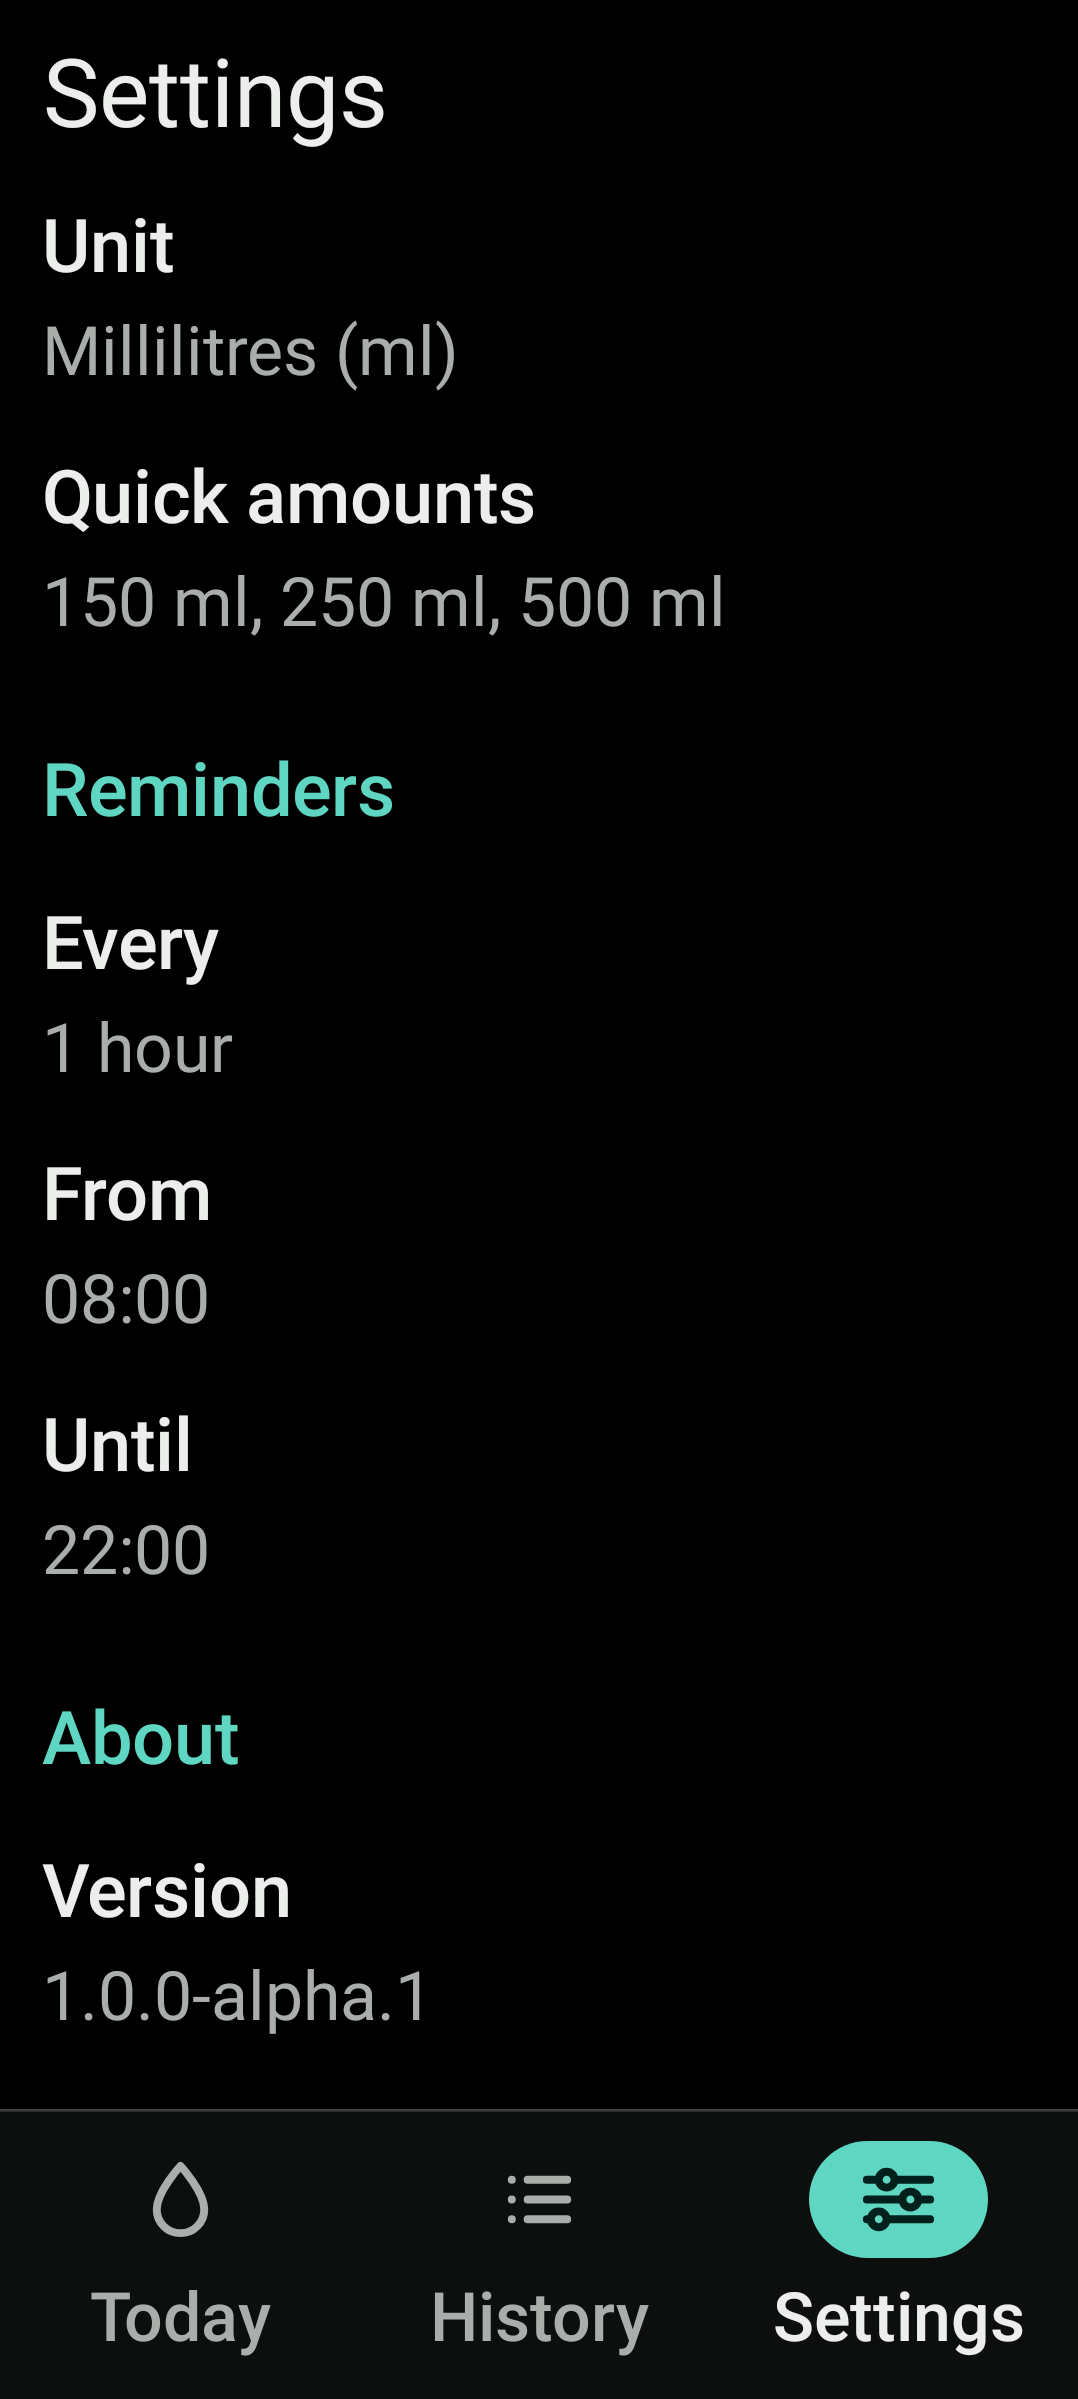 Settings
Unit
Millilitres (ml)
Quick amounts
150 ml, 250 ml, 500 ml
Reminders
Every
1 hour
From
08:00
Until
22:00
About
Version
1.0.0-alpha.1
Today
History
Settings